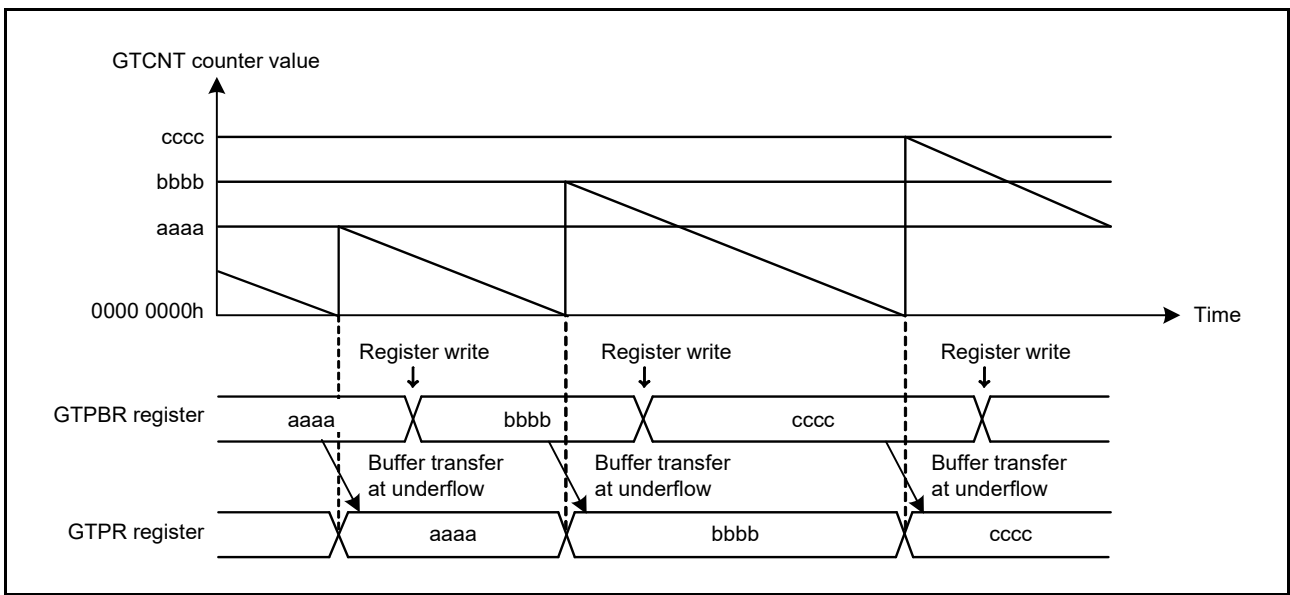 GTCNT counter value
cccc
bbbb
aaaa
0000 0000h
Time
Register write
Register write
Register write
GTPBR register
aaaa
bbbb
cccc
Buffer transfer
at underflow
Buffer transfer
at underflow
Buffer transfer
at underflow
GTPR register
aaaa
bbbb
cccc